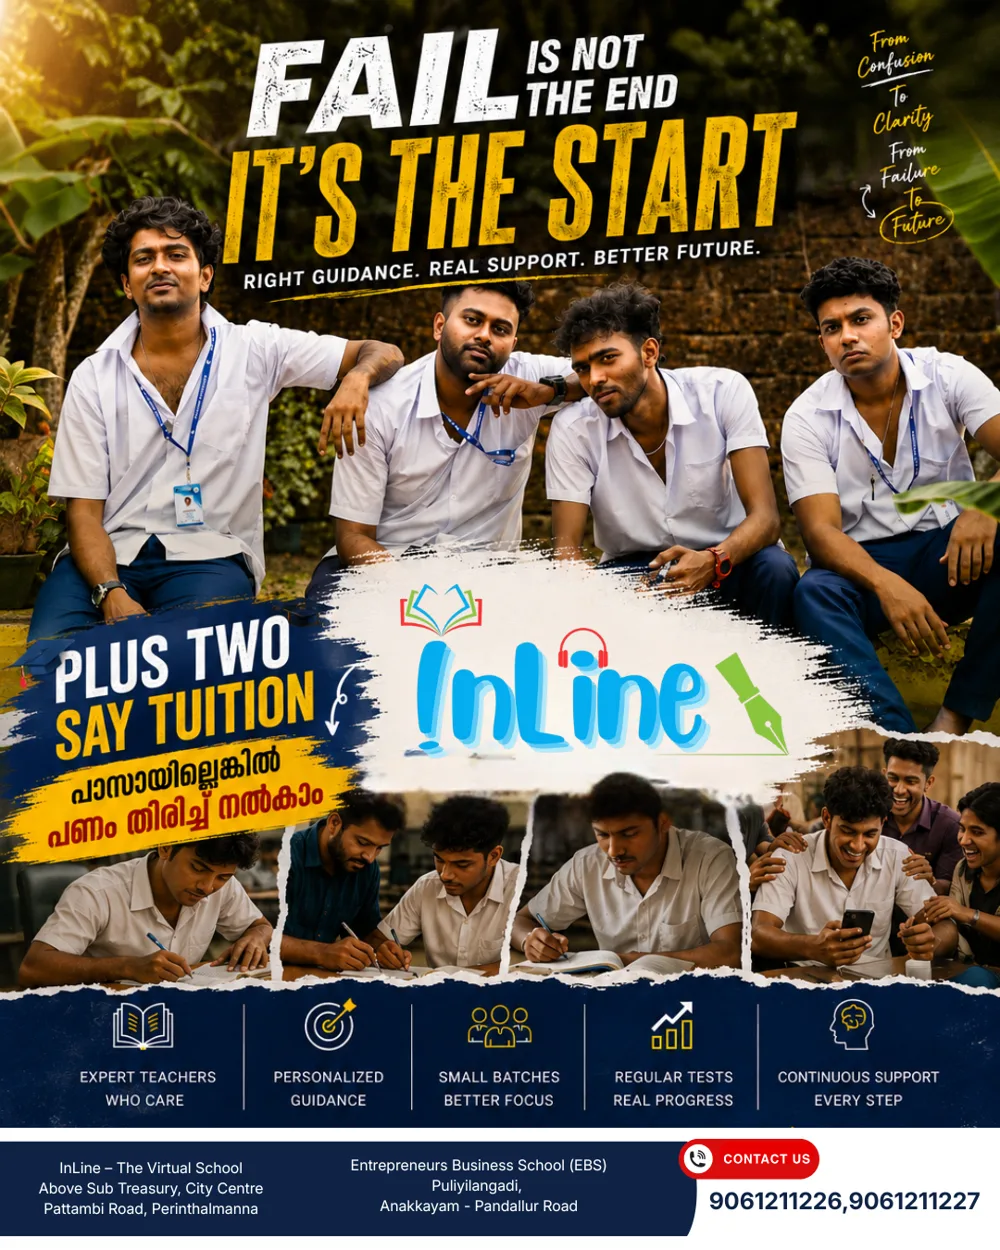 FAIL IS NOT
THE END
IT'S THE START
RIGHT GUIDANCE. REAL SUPPORT. BETTER FUTURE.
From
Confusion
To
Clarity
From
Failure
To
Future
PLUS TWO
SAY TUITION
പാസായില്ലെങ്കിൽ
പണം തിരിച്ച് നൽകാം
InLine
EXPERT TEACHERS
WHO CARE
PERSONALIZED
GUIDANCE
SMALL BATCHES
BETTER FOCUS
REGULAR TESTS
REAL PROGRESS
CONTINUOUS SUPPORT
EVERY STEP
InLine – The Virtual School
Above Sub Treasury, City Centre
Pattambi Road, Perinthalmanna
Entrepreneurs Business School (EBS)
Puliyilangadi,
Anakkayam - Pandallur Road
CONTACT US
9061211226,9061211227